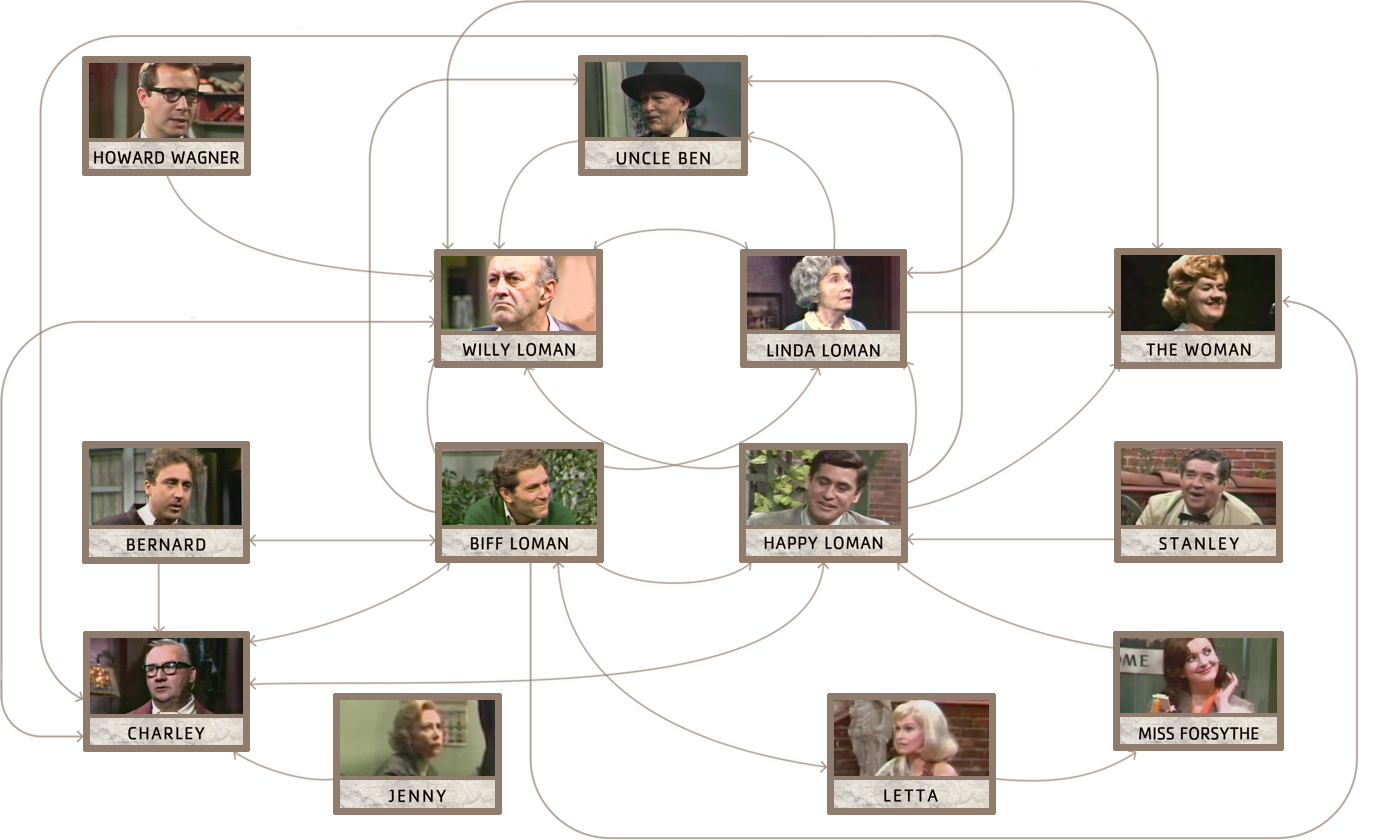 HOWARD WAGNER
UNCLE BEN
WILLY LOMAN
LINDA LOMAN
THE WOMAN
BERNARD
BIFF LOMAN
HAPPY LOMAN
STANLEY
CHARLEY
OME
MISS FORSYTHE
JENNY
LETTA